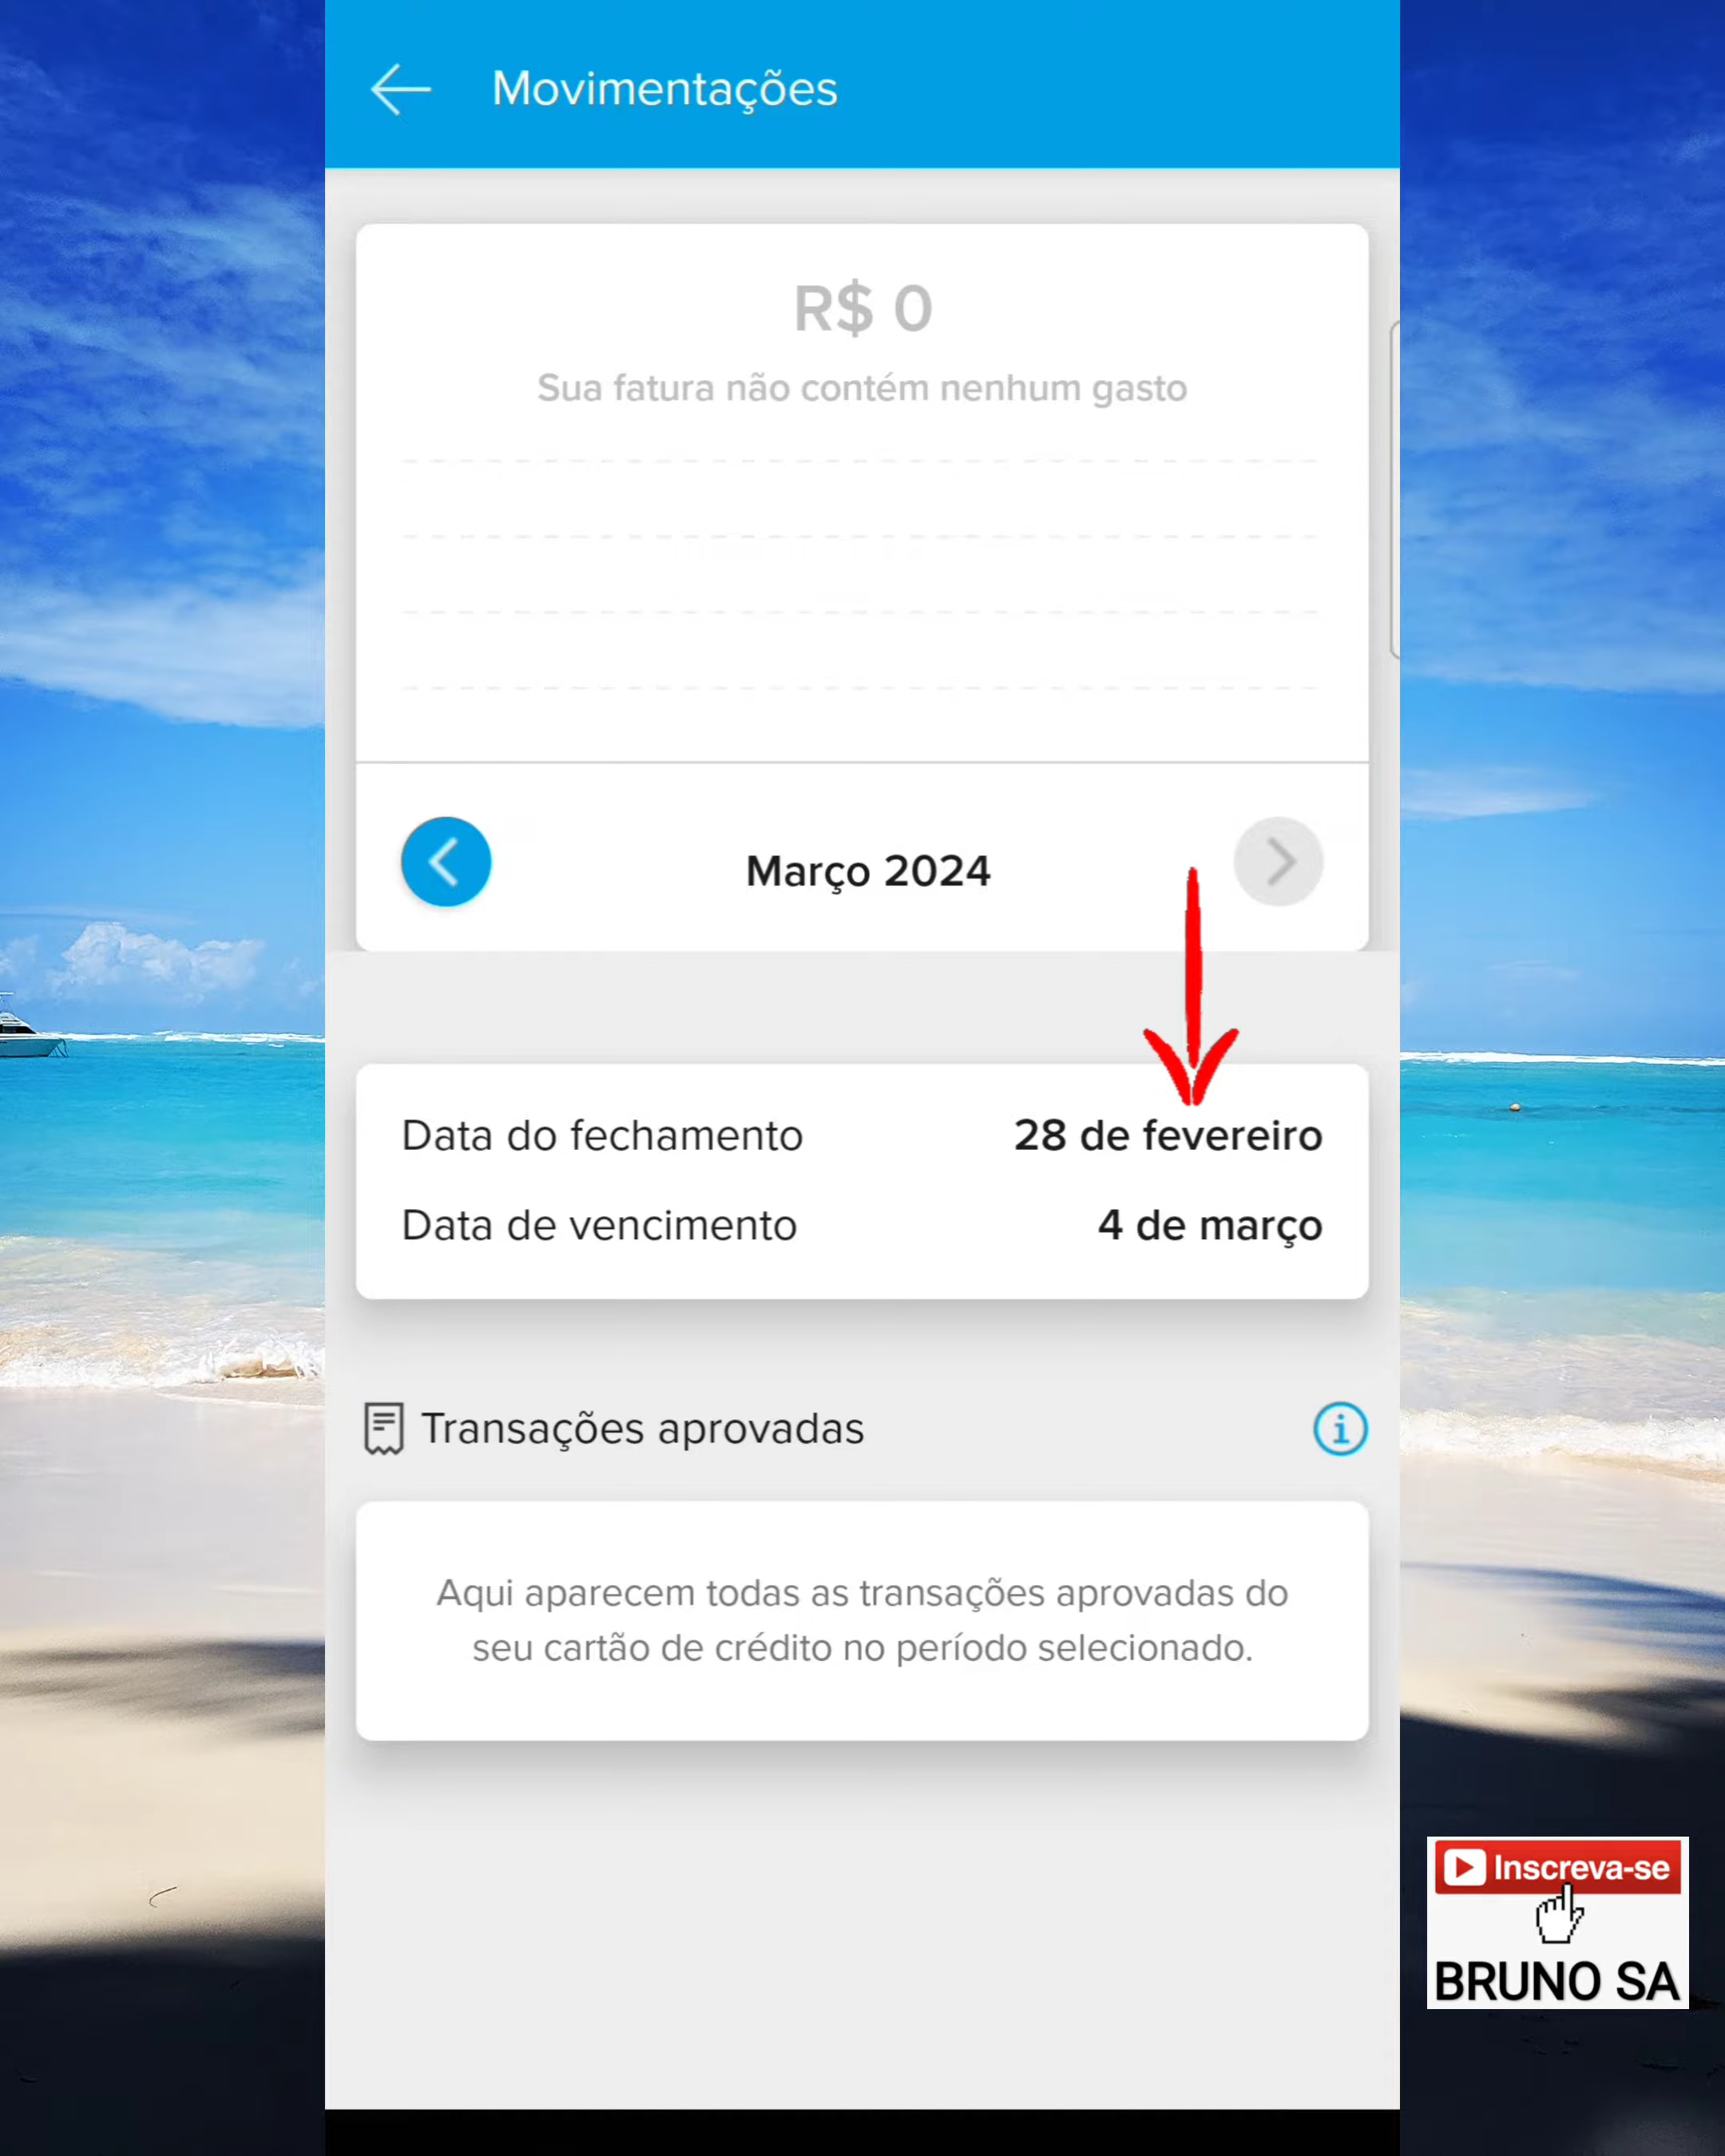 Movimentações
R$ 0
Sua fatura não contém nenhum gasto
Março 2024
Data do fechamento 28 de fevereiro
Data de vencimento 4 de março
Transações aprovadas
Aqui aparecem todas as transações aprovadas do
seu cartão de crédito no período selecionado.
Inscreva-se
BRUNO SA